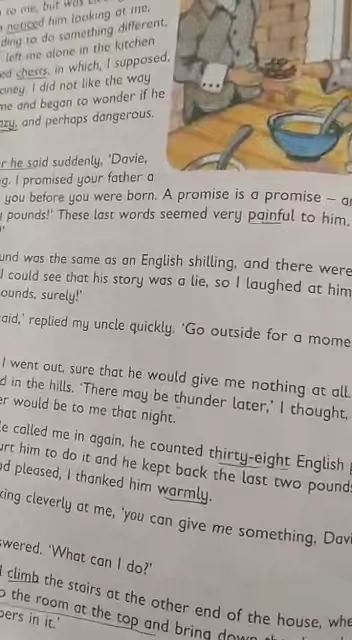 to me, but was
noticed him looking at me,
ding to do something different,
left me alone in the kitchen
ed chests, in which, I supposed,
oney. I did not like the way
me and began to wonder if he
azy, and perhaps dangerous.
r he said suddenly, 'Davie,
g. I promised your father a
you before you were born. A promise is a promise – an
pounds!' These last words seemed very painful to him.
und was the same as an English shilling, and there were
I could see that his story was a lie, so I laughed at him
ounds, surely!'
aid,' replied my uncle quickly. 'Go outside for a mome
I went out, sure that he would give me nothing at all.
d in the hills. 'There may be thunder later,' I thought,
er would be to me that night.
e called me in again, he counted thirty-eight English
urt him to do it and he kept back the last two pound
d pleased, I thanked him warmly.
king cleverly at me, 'you can give me something, Davi
swered. 'What can I do?'
climb the stairs at the other end of the house, whe
o the room at the top and bring down
pers in it.'